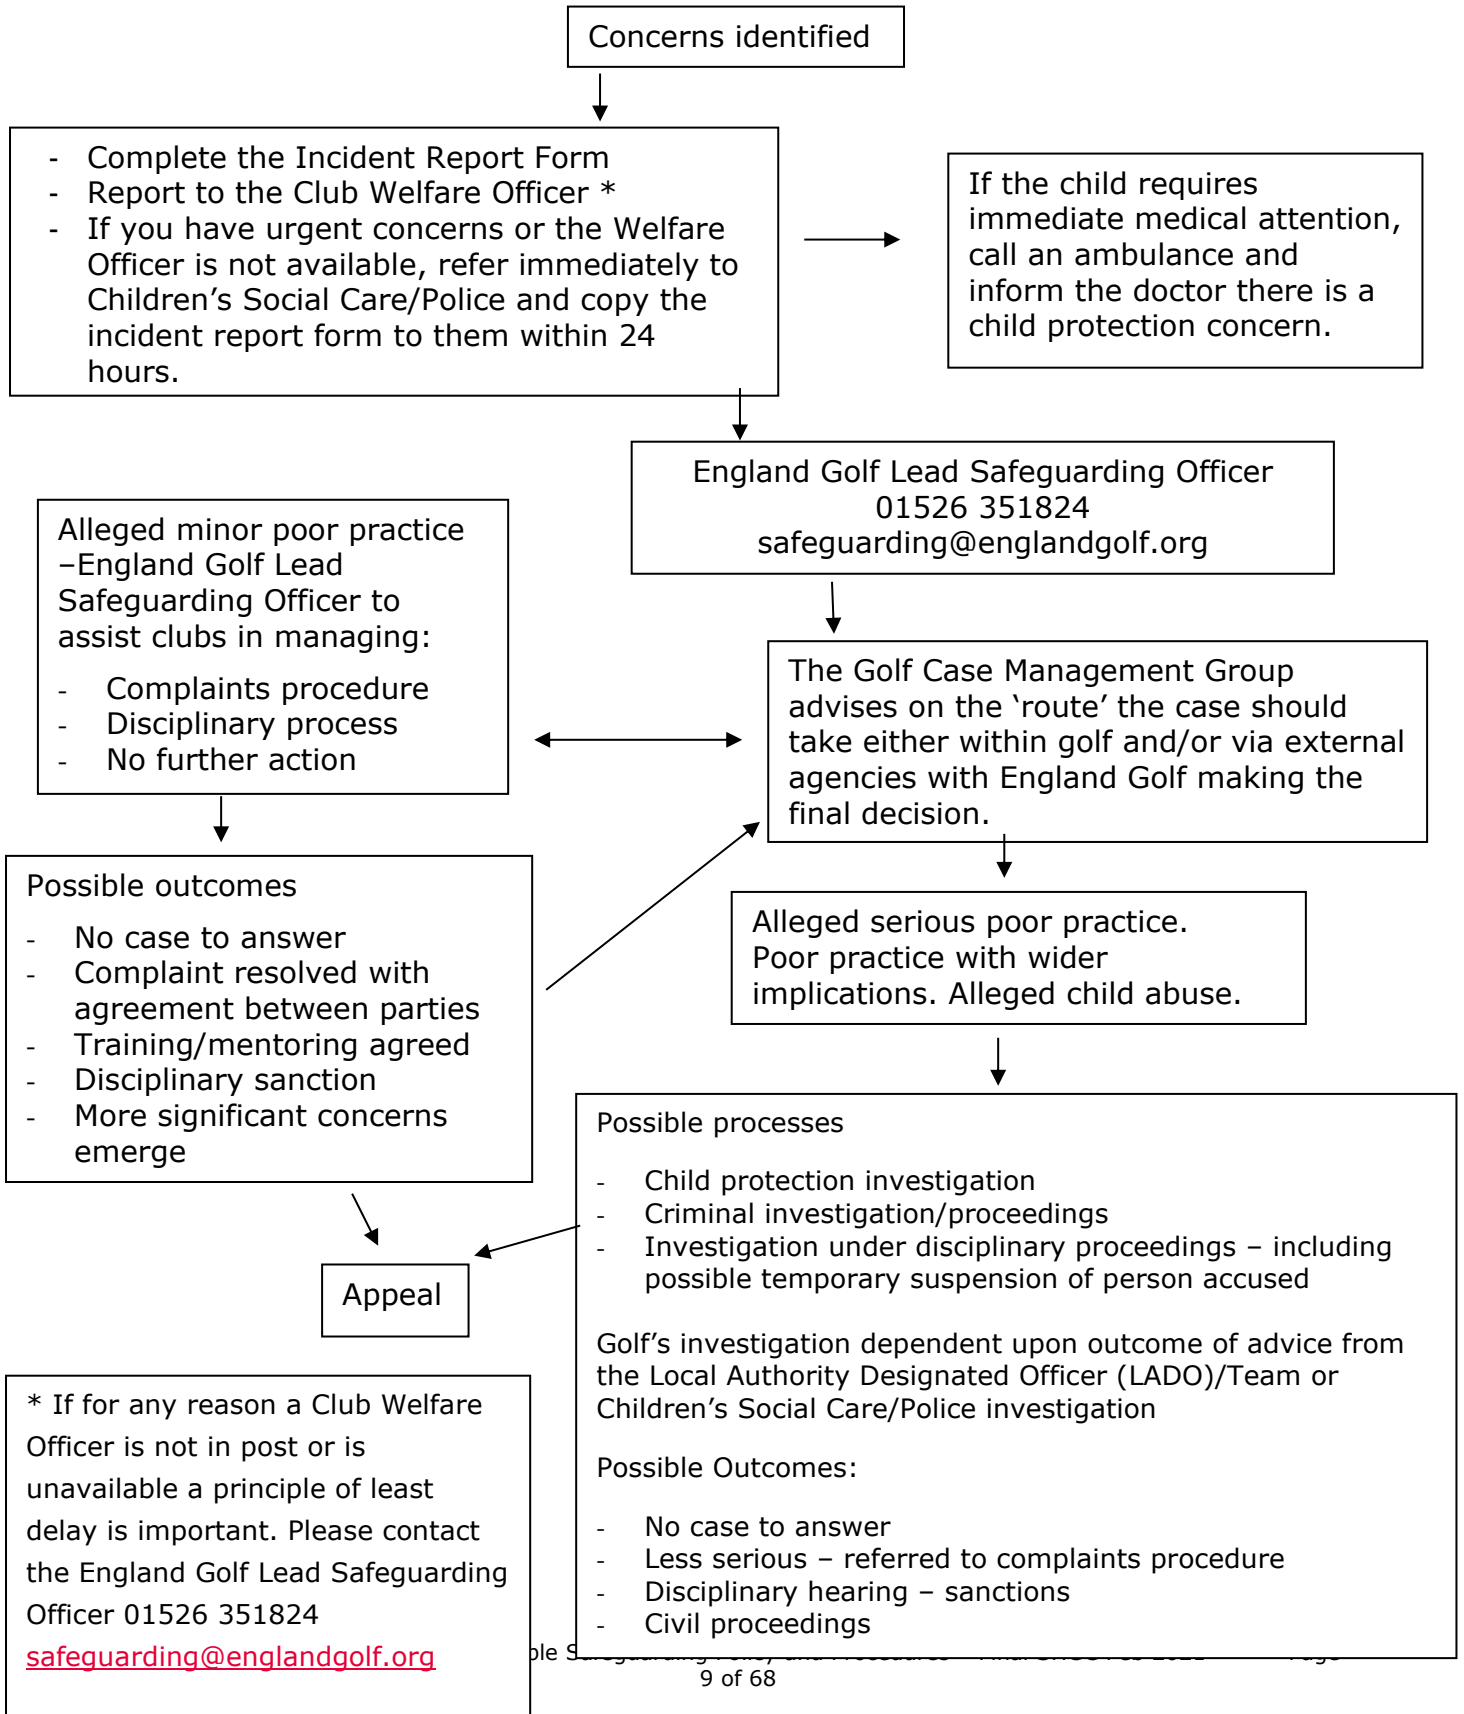 Concerns identified
- Complete the Incident Report Form
- Report to the Club Welfare Officer *
- If you have urgent concerns or the Welfare
Officer is not available, refer immediately to
Children’s Social Care/Police and copy the
incident report form to them within 24
hours.
If the child requires
immediate medical attention,
call an ambulance and
inform the doctor there is a
child protection concern.
England Golf Lead Safeguarding Officer
01526 351824
safeguarding@englandgolf.org
Alleged minor poor practice
–England Golf Lead
Safeguarding Officer to
assist clubs in managing:
- Complaints procedure
- Disciplinary process
- No further action
The Golf Case Management Group
advises on the ‘route’ the case should
take either within golf and/or via external
agencies with England Golf making the
final decision.
Possible outcomes
- No case to answer
- Complaint resolved with
agreement between parties
- Training/mentoring agreed
- Disciplinary sanction
- More significant concerns
emerge
Alleged serious poor practice.
Poor practice with wider
implications. Alleged child abuse.
Possible processes
- Child protection investigation
- Criminal investigation/proceedings
- Investigation under disciplinary proceedings – including
possible temporary suspension of person accused
Golf’s investigation dependent upon outcome of advice from
the Local Authority Designated Officer (LADO)/Team or
Children’s Social Care/Police investigation
Possible Outcomes:
- No case to answer
- Less serious – referred to complaints procedure
- Disciplinary hearing – sanctions
- Civil proceedings
Appeal
* If for any reason a Club Welfare
Officer is not in post or is
unavailable a principle of least
delay is important. Please contact
the England Golf Lead Safeguarding
Officer 01526 351824
safeguarding@englandgolf.org
9 of 68